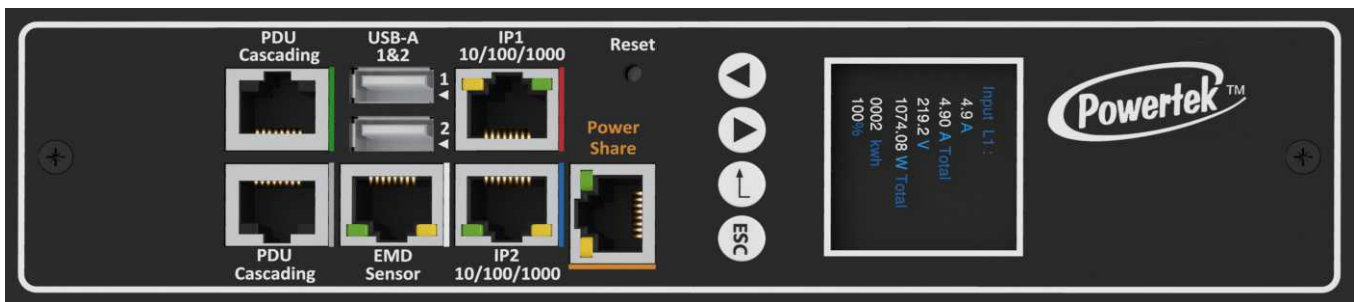 PDU
Cascading
USB-A
1&2
1
2
IP1
10/100/1000
Reset
Power
Share
PDU
Cascading
EMD
Sensor
IP2
10/100/1000
ESC
Input L1 :
4.9 A
4.90 A Total
219.2 V
1074.08 W Total
0002 kwh
100%
Powertek™